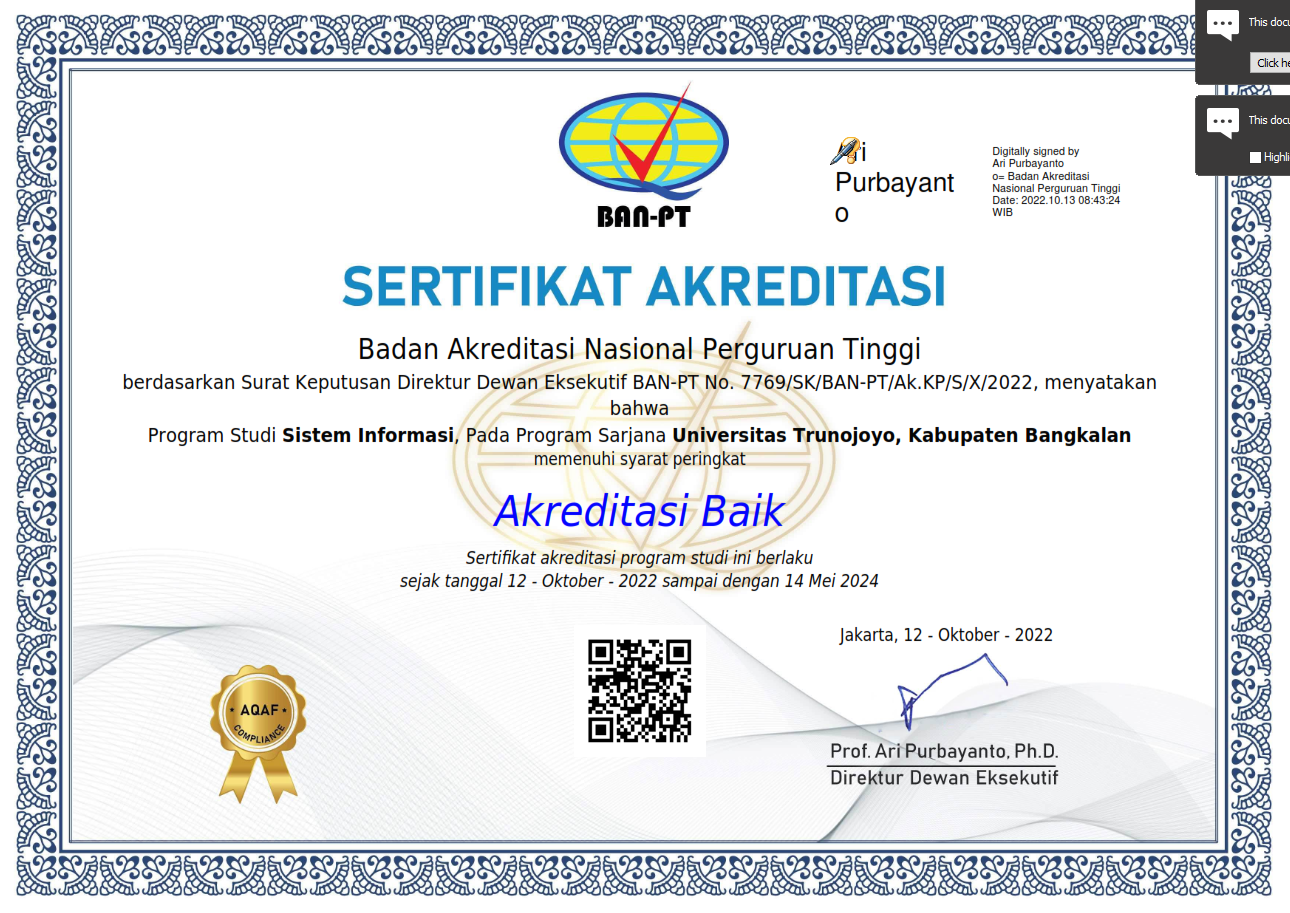 This
Click
This
BAN-PT
Ari
Purbayant
o
Digitally signed by
Ari Purbayanto
o= Badan Akreditasi
Nasional Perguruan Tinggi
Date: 2022.10.13 08:43:24
WIB
SERTIFIKAT AKREDITASI
Badan Akreditasi Nasional Perguruan Tinggi
berdasarkan Surat Keputusan Direktur Dewan Eksekutif BAN-PT No. 7769/SK/BAN-PT/Ak.KP/S/X/2022, menyatakan
bahwa
Program Studi Sistem Informasi, Pada Program Sarjana Universitas Trunojoyo, Kabupaten Bangkalan
memenuhi syarat peringkat
Akreditasi Baik
Sertifikat akreditasi program studi ini berlaku
sejak tanggal 12 - Oktober - 2022 sampai dengan 14 Mei 2024
Jakarta, 12 - Oktober - 2022
AQAF
COMPLIANCE
Prof. Ari Purbayanto, Ph.D.
Direktur Dewan Eksekutif